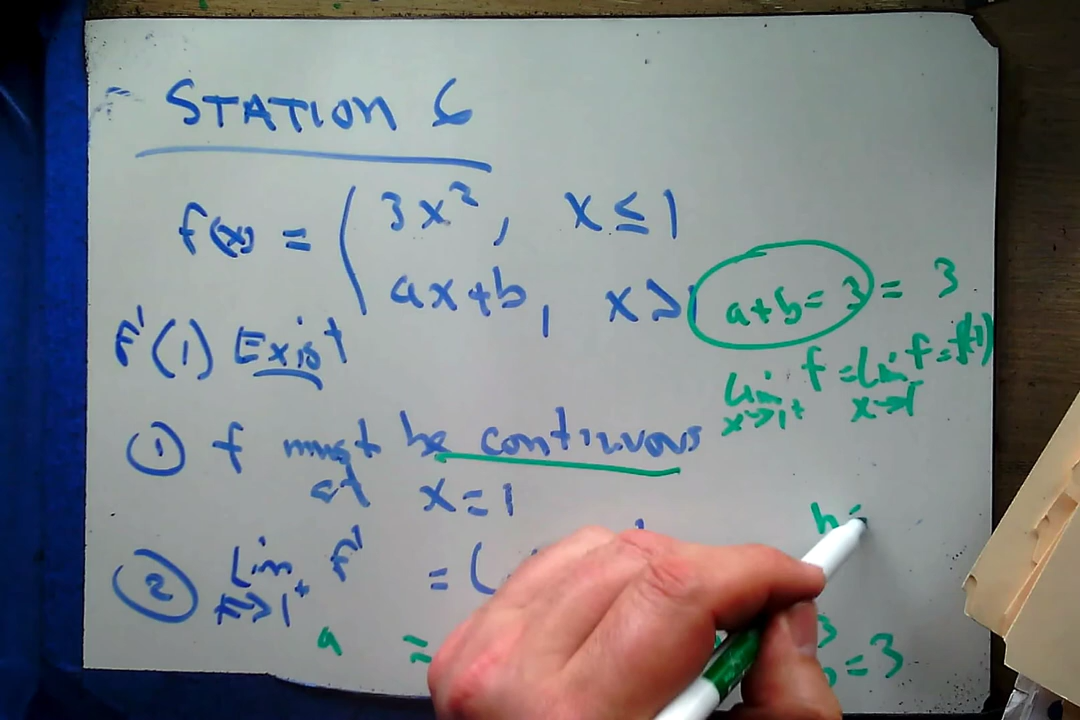 STATION 6
f(x) = 3x², x ≤ 1
ax+b, x >1
a+b=3 = 3
f'(1) Exist
lim x→1⁺ f = lim x→1⁻ f = f(1)
① f must be continuous
at x=1
b=
② lim x→1⁺ f' =
a =
3
=3